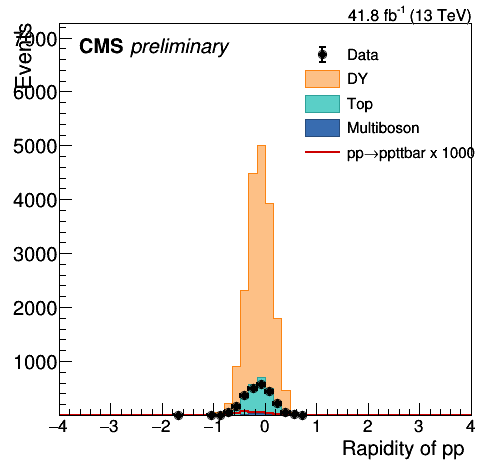 41.8 fb⁻¹ (13 TeV)
CMS preliminary
Events
Data
DY
Top
Multiboson
pp→ppttbar x 1000
7000
6000
5000
4000
3000
2000
1000
−4 −3 −2 −1 0 1 2 3 4
Rapidity of pp